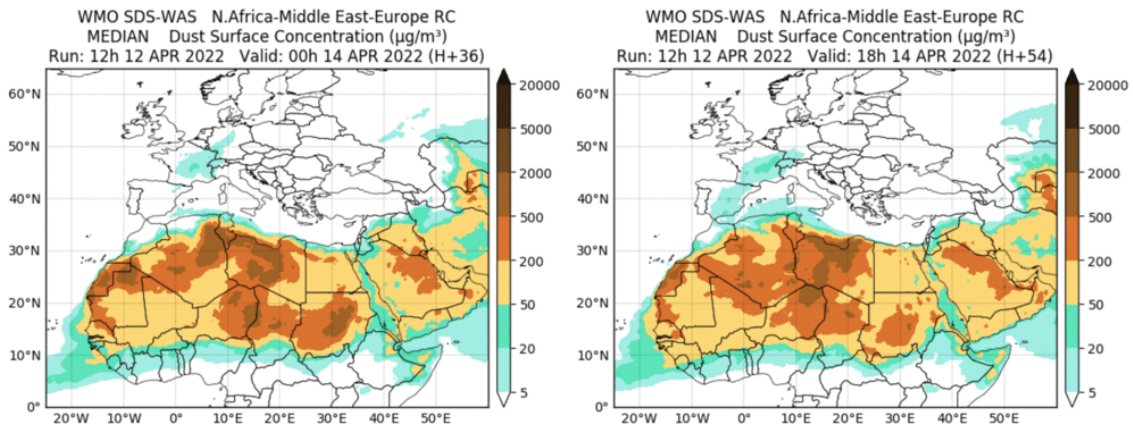 WMO SDS-WAS   N.Africa-Middle East-Europe RC
MEDIAN    Dust Surface Concentration (µg/m³)
Run: 12h 12 APR 2022   Valid: 00h 14 APR 2022 (H+36)
60°N
50°N
40°N
30°N
20°N
10°N
0°
20°W
10°W
0°
10°E
20°E
30°E
40°E
50°E
20000
5000
2000
500
200
50
20
5
WMO SDS-WAS   N.Africa-Middle East-Europe RC
MEDIAN    Dust Surface Concentration (µg/m³)
Run: 12h 12 APR 2022   Valid: 18h 14 APR 2022 (H+54)
60°N
50°N
40°N
30°N
20°N
10°N
0°
20°W
10°W
0°
10°E
20°E
30°E
40°E
50°E
20000
5000
2000
500
200
50
20
5